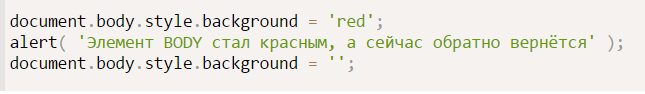 document.body.style.background = 'red';
alert( 'Элемент BODY стал красным, а сейчас обратно вернётся' );
document.body.style.background = '';